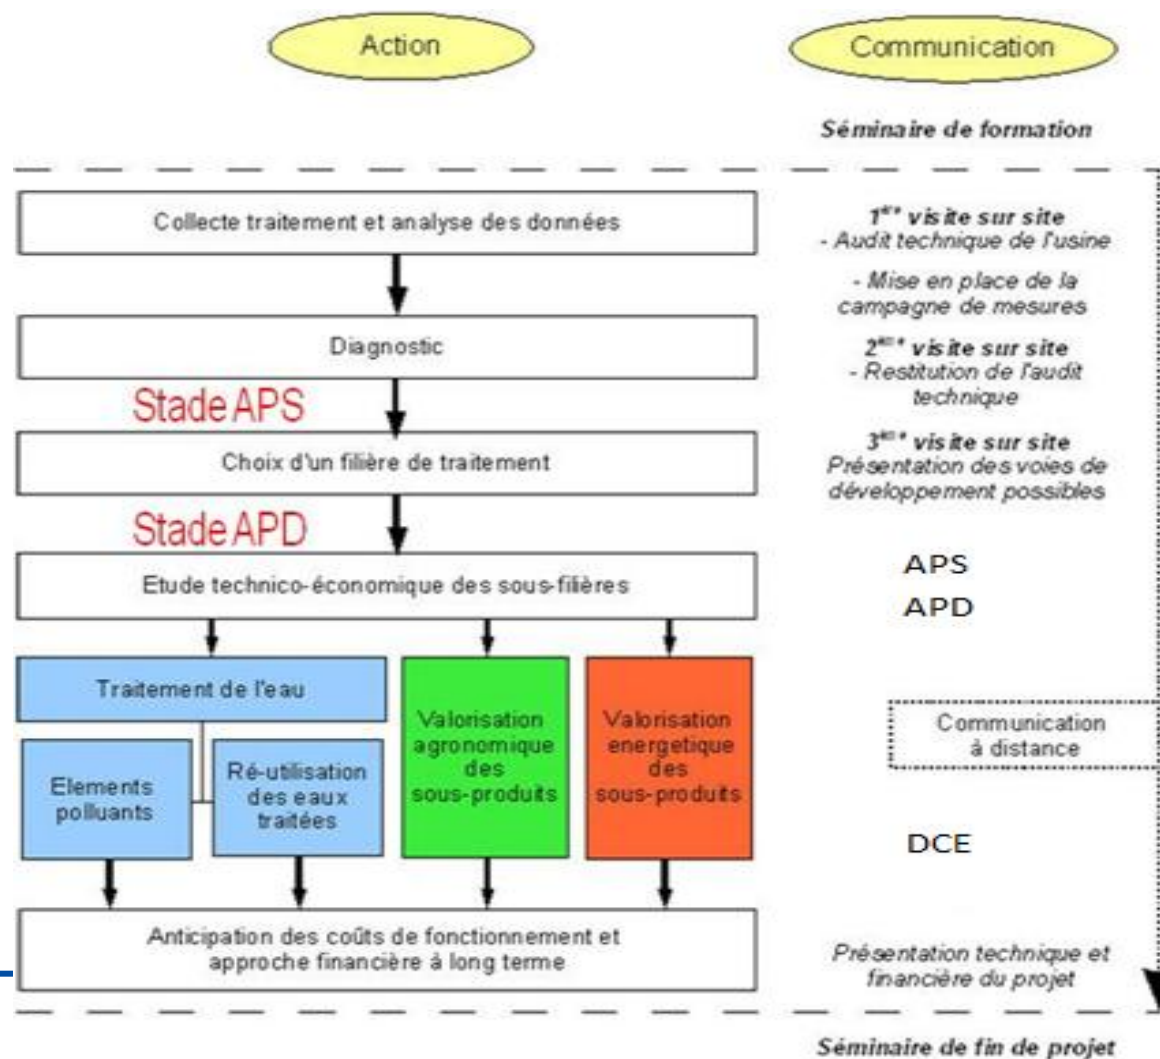 Action
Communication
Séminaire de formation
Collecte traitement et analyse des données
1ère visite sur site
- Audit technique de l'usine
- Mise en place de la
campagne de mesures
Diagnostic
2ème visite sur site
- Restitution de l'audit
technique
Stade APS
Choix d'un filière de traitement
3ème visite sur site
Présentation des voies de
développement possibles
Stade APD
Etude technico-économique des sous-filières
APS
APD
Traitement de l'eau
Elements
polluants
Ré-utilisation
des eaux
traitées
Valorisation
agronomique
des
sous-produits
Valorisation
energetique
des
sous-produits
Communication
à distance
DCE
Anticipation des coûts de fonctionnement et
approche financière à long terme
Présentation technique et
financière du projet
Séminaire de fin de projet